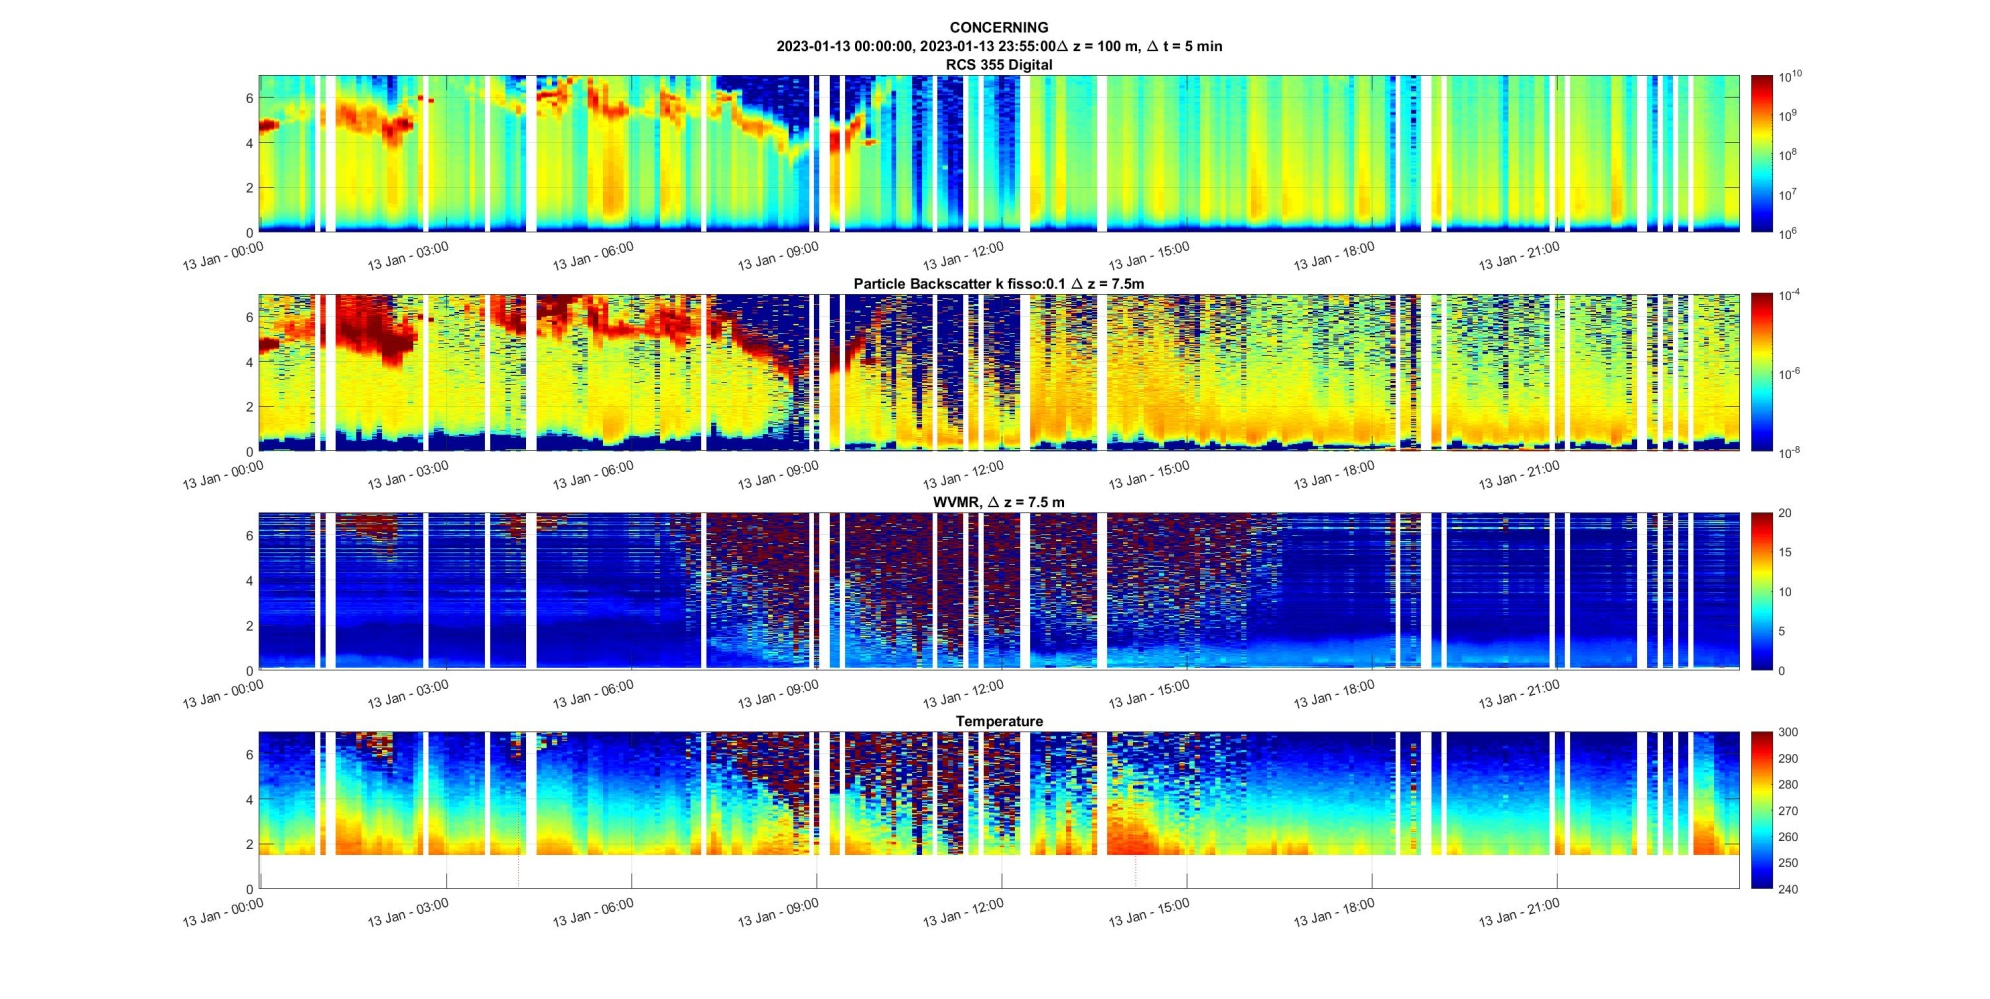 CONCERNING
2023-01-13 00:00:00, 2023-01-13 23:55:00Δ z = 100 m, Δ t = 5 min
RCS 355 Digital
6
4
2
0
13 Jan - 00:00
13 Jan - 03:00
13 Jan - 06:00
13 Jan - 09:00
13 Jan - 12:00
13 Jan - 15:00
13 Jan - 18:00
13 Jan - 21:00
10^10
10^9
10^8
10^7
10^6
Particle Backscatter k fisso:0.1 Δ z = 7.5m
6
4
2
0
13 Jan - 00:00
13 Jan - 03:00
13 Jan - 06:00
13 Jan - 09:00
13 Jan - 12:00
13 Jan - 15:00
13 Jan - 18:00
13 Jan - 21:00
10^-4
10^-6
10^-8
WVMR, Δ z = 7.5 m
6
4
2
0
13 Jan - 00:00
13 Jan - 03:00
13 Jan - 06:00
13 Jan - 09:00
13 Jan - 12:00
13 Jan - 15:00
13 Jan - 18:00
13 Jan - 21:00
20
15
10
5
0
Temperature
6
4
2
0
13 Jan - 00:00
13 Jan - 03:00
13 Jan - 06:00
13 Jan - 09:00
13 Jan - 12:00
13 Jan - 15:00
13 Jan - 18:00
13 Jan - 21:00
300
290
280
270
260
250
240